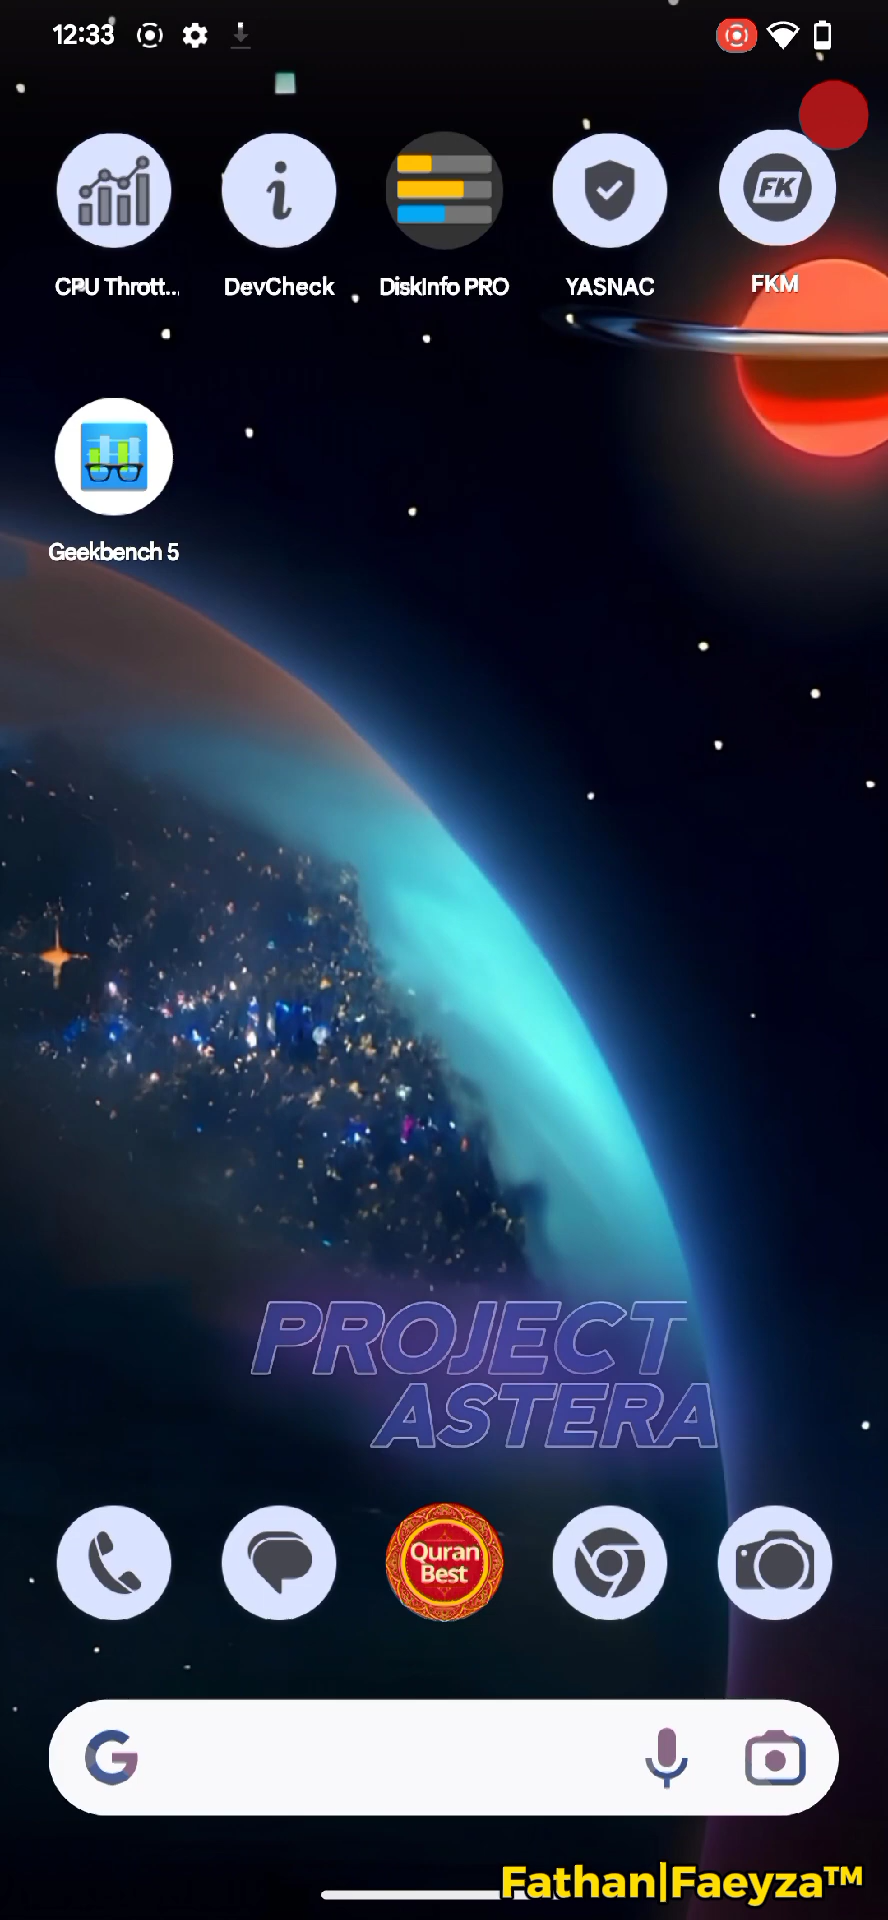 12:33
CPU Thrott...
DevCheck
DiskInfo PRO
YASNAC
FK
FKM
Geekbench 5
PROJECT
ASTERA
Quran
Best
G
Fathan|Faeyza™